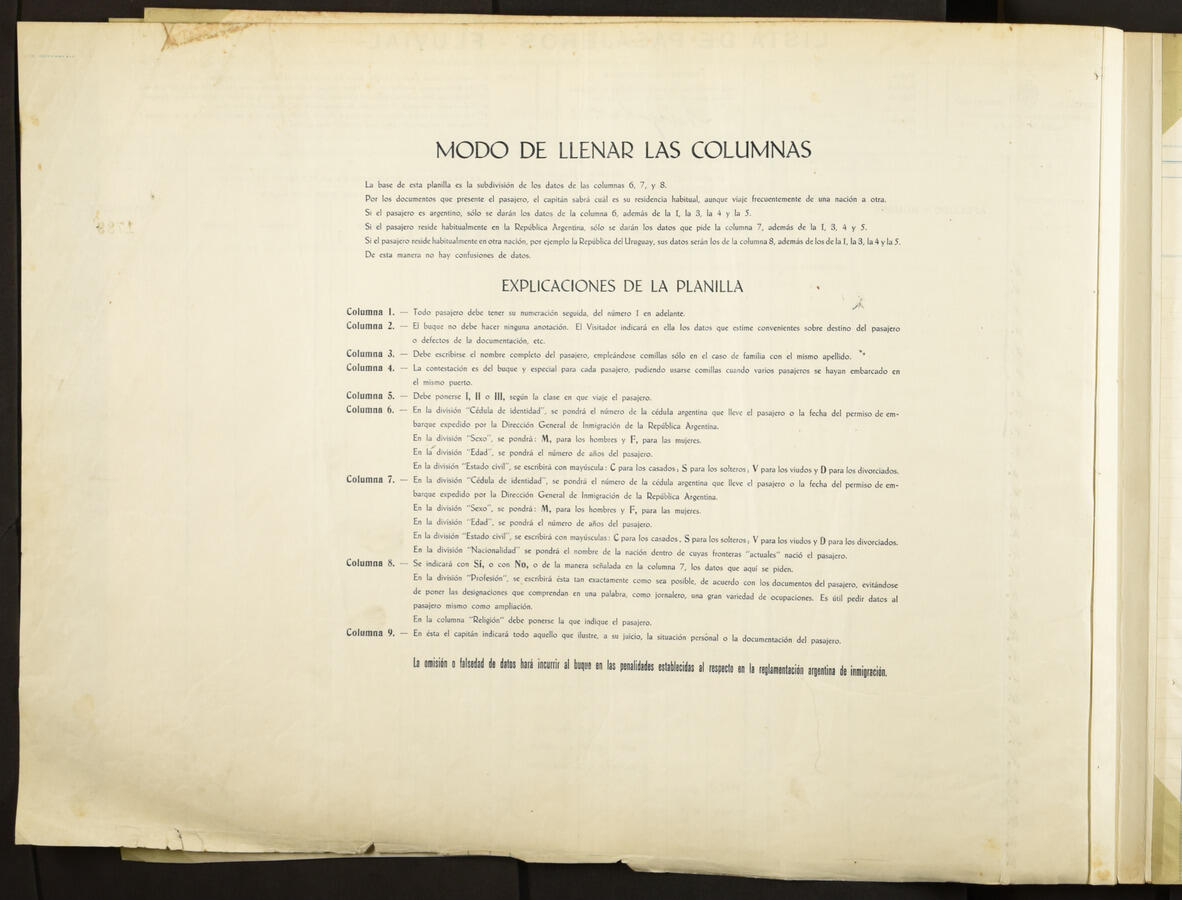 MODO DE LLENAR LAS COLUMNAS
La base de esta planilla es la subdivisión de los datos de las columnas 6, 7, y 8.
Por los documentos que presente el pasajero, el capitán sabrá cuál es su residencia habitual, aunque viaje frecuentemente de una nación a otra.
Si el pasajero es argentino, sólo se darán los datos de la columna 6, además de la 1, la 3, la 4 y la 5.
Si el pasajero reside habitualmente en la República Argentina, sólo se darán los datos que pide la columna 7, además de la 1, 3, 4 y 5.
Si el pasajero reside habitualmente en otra nación, por ejemplo la República del Uruguay, sus datos serán los de la columna 8, además de los de la 1, la 3, la 4 y la 5.
De esta manera no hay confusiones de datos.
EXPLICACIONES DE LA PLANILLA
Columna 1. — Todo pasajero debe tener su numeración seguida, del número 1 en adelante.
Columna 2. — El buque no debe hacer ninguna anotación. El Visitador indicará en ella los datos que estime convenientes sobre destino del pasajero
o defectos de la documentación, etc.
Columna 3. — Debe escribirse el nombre completo del pasajero, empleándose comillas sólo en el caso de familia con el mismo apellido.
Columna 4. — La contestación es del buque y especial para cada pasajero, pudiendo usarse comillas cuando varios pasajeros se hayan embarcado en
el mismo puerto.
Columna 5. — Debe ponerse I, II o III, según la clase en que viaje el pasajero.
Columna 6. — En la división "Cédula de identidad", se pondrá el número de la cédula argentina que lleve el pasajero o la fecha del permiso de em-
barque expedido por la Dirección General de Inmigración de la República Argentina.
En la división "Sexo", se pondrá: M, para los hombres y F, para las mujeres.
En la división "Edad", se pondrá el número de años del pasajero.
En la división "Estado civil", se escribirá con mayúscula: C para los casados; S para los solteros; V para los viudos y D para los divorciados.
Columna 7. — En la división "Cédula de identidad", se pondrá el número de la cédula argentina que lleve el pasajero o la fecha del permiso de em-
barque expedido por la Dirección General de Inmigración de la República Argentina.
En la división "Sexo", se pondrá: M, para los hombres y F, para las mujeres.
En la división "Edad", se pondrá el número de años del pasajero.
En la división "Estado civil", se escribirá con mayúsculas: C para los casados, S para los solteros; V para los viudos y D para los divorciados.
En la división "Nacionalidad" se pondrá el nombre de la nación dentro de cuyas fronteras "actuales" nació el pasajero.
Columna 8. — Se indicará con Sí, o con No, o de la manera señalada en la columna 7, los datos que aquí se piden.
En la división "Profesión", se escribirá ésta tan exactamente como sea posible, de acuerdo con los documentos del pasajero, evitándose
de poner las designaciones que comprendan en una palabra, como jornalero, una gran variedad de ocupaciones. Es útil pedir datos al
pasajero mismo como ampliación.
En la columna "Religión" debe ponerse la que indique el pasajero.
Columna 9. — En ésta el capitán indicará todo aquello que ilustre, a su juicio, la situación personal o la documentación del pasajero.
La omisión o falsedad de datos hará incurrir al buque en las penalidades establecidas al respecto en la reglamentación argentina de inmigración.